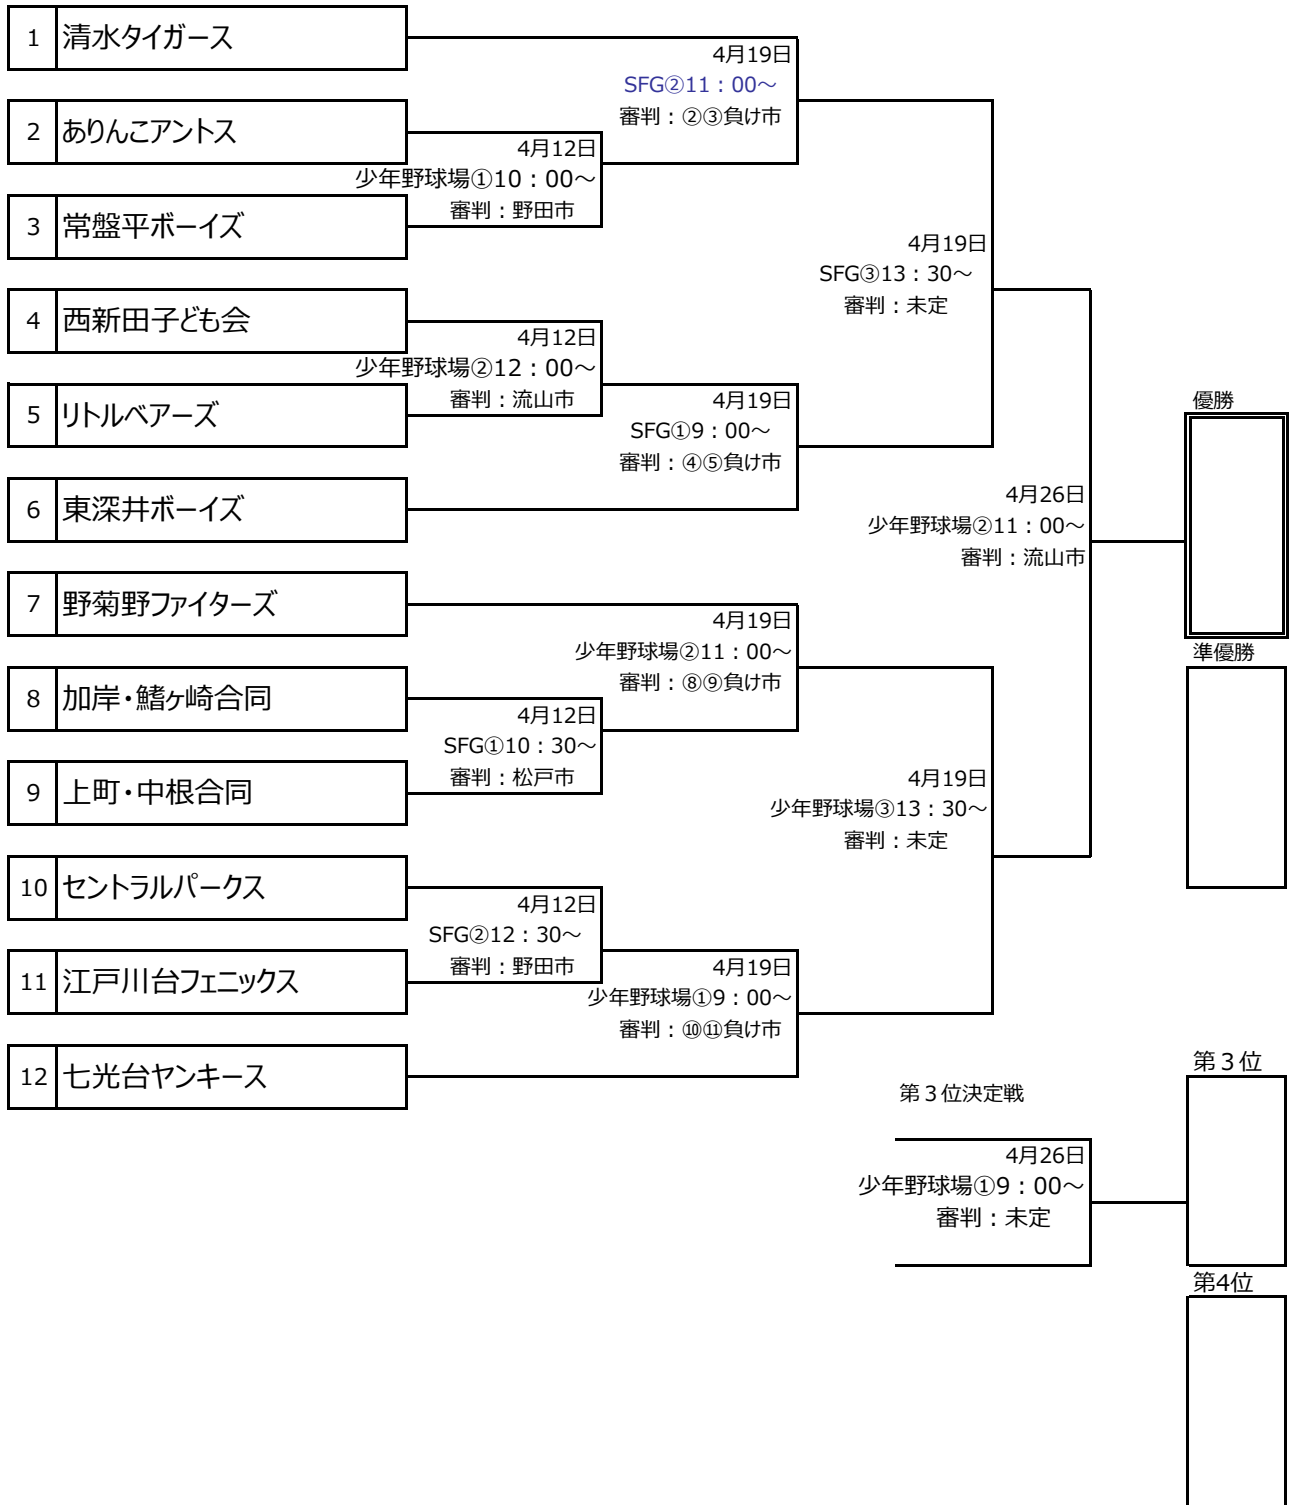 1 清水タイガース
4月19日
SFG②11：00～
審判：②③負け市
2 ありんこアントス
4月12日
少年野球場①10：00～
審判：野田市
3 常盤平ボーイズ
4月19日
SFG③13：30～
審判：未定
4 西新田子ども会
4月12日
少年野球場②12：00～
審判：流山市
5 リトルベアーズ
4月19日
SFG①9：00～
審判：④⑤負け市
優勝
6 東深井ボーイズ
4月26日
少年野球場②11：00～
審判：流山市
7 野菊野ファイターズ
4月19日
少年野球場②11：00～
審判：⑧⑨負け市
準優勝
8 加岸・鰭ヶ崎合同
4月12日
SFG①10：30～
審判：松戸市
9 上町・中根合同
4月19日
少年野球場③13：30～
審判：未定
10 セントラルパークス
4月12日
SFG②12：30～
審判：野田市
11 江戸川台フェニックス
4月19日
少年野球場①9：00～
審判：⑩⑪負け市
12 七光台ヤンキース
第３位
第３位決定戦
4月26日
少年野球場①9：00～
審判：未定
第4位